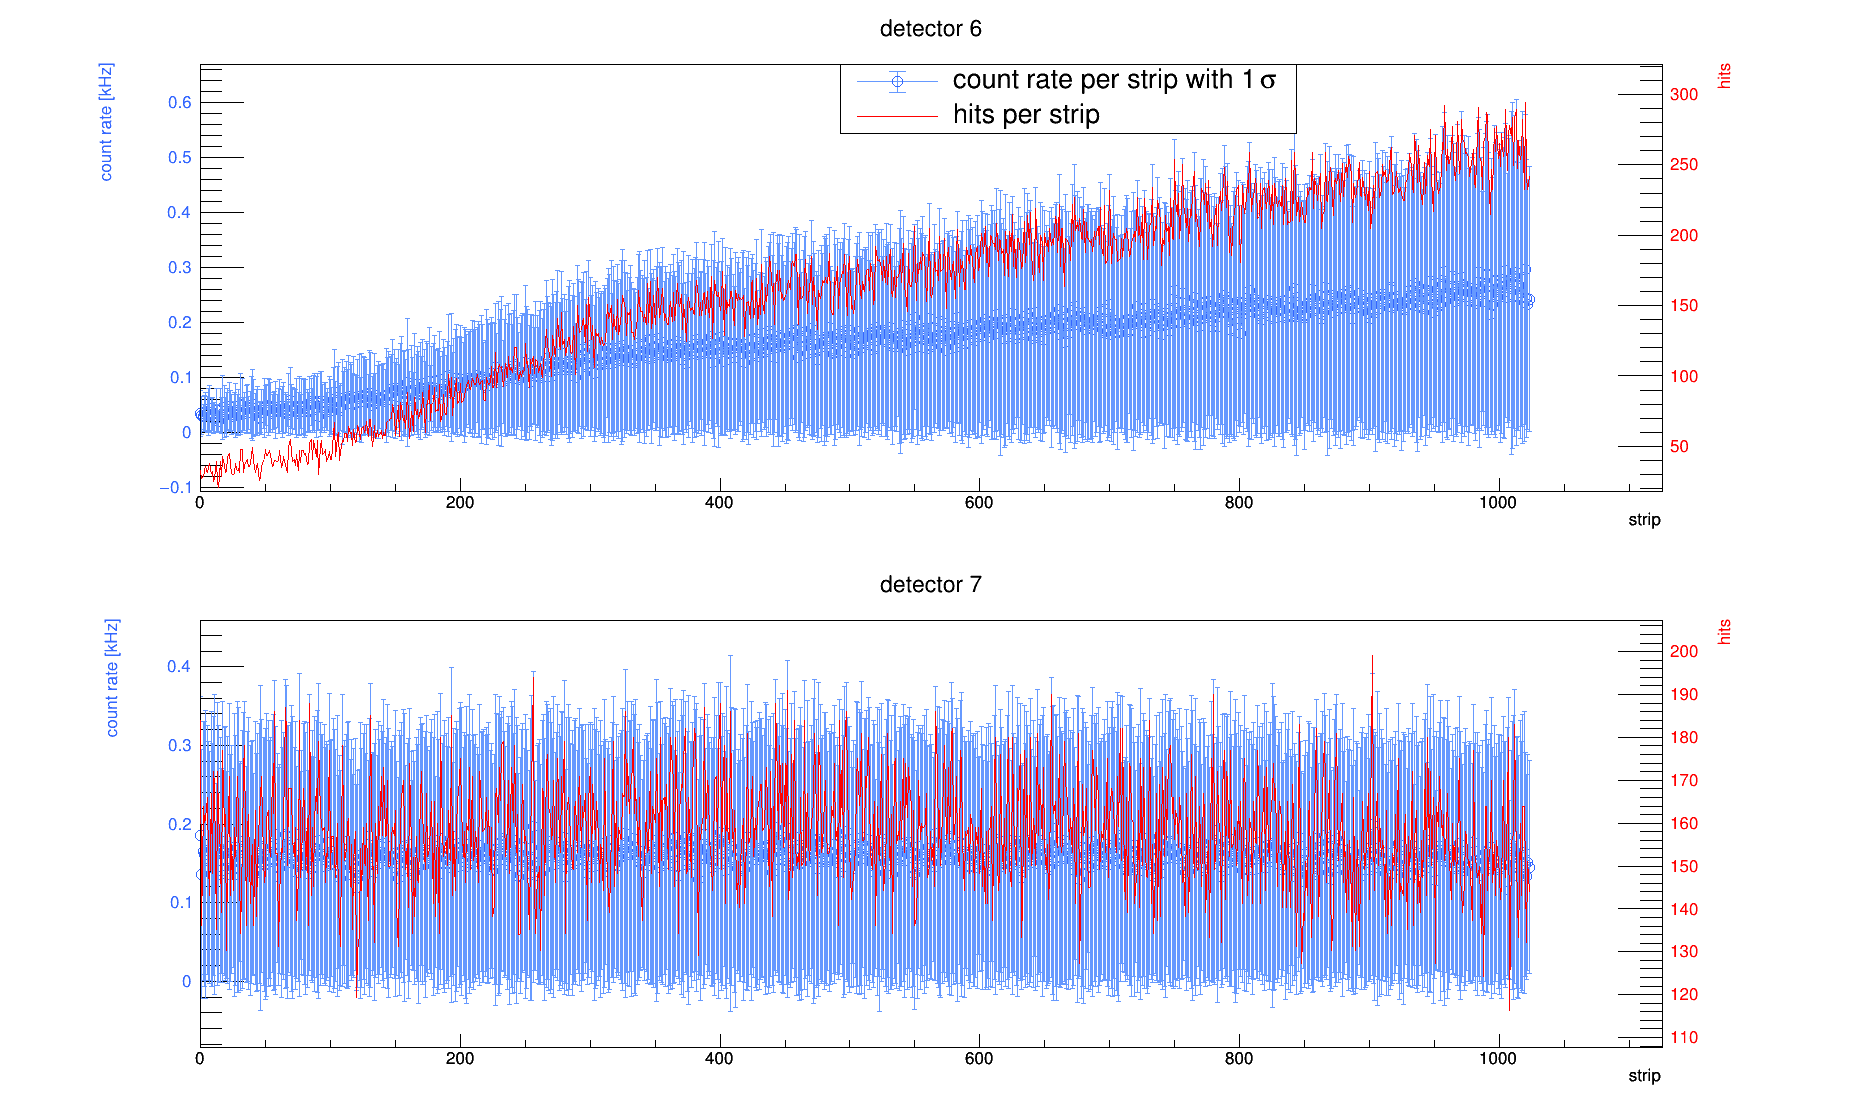 detector 6
count rate [kHz]
hits
count rate per strip with 1 σ
hits per strip
0.6
0.5
0.4
0.3
0.2
0.1
0
−0.1
300
250
200
150
100
50
0 200 400 600 800 1000
strip
detector 7
count rate [kHz]
hits
0.4
0.3
0.2
0.1
0
200
190
180
170
160
150
140
130
120
110
0 200 400 600 800 1000
strip